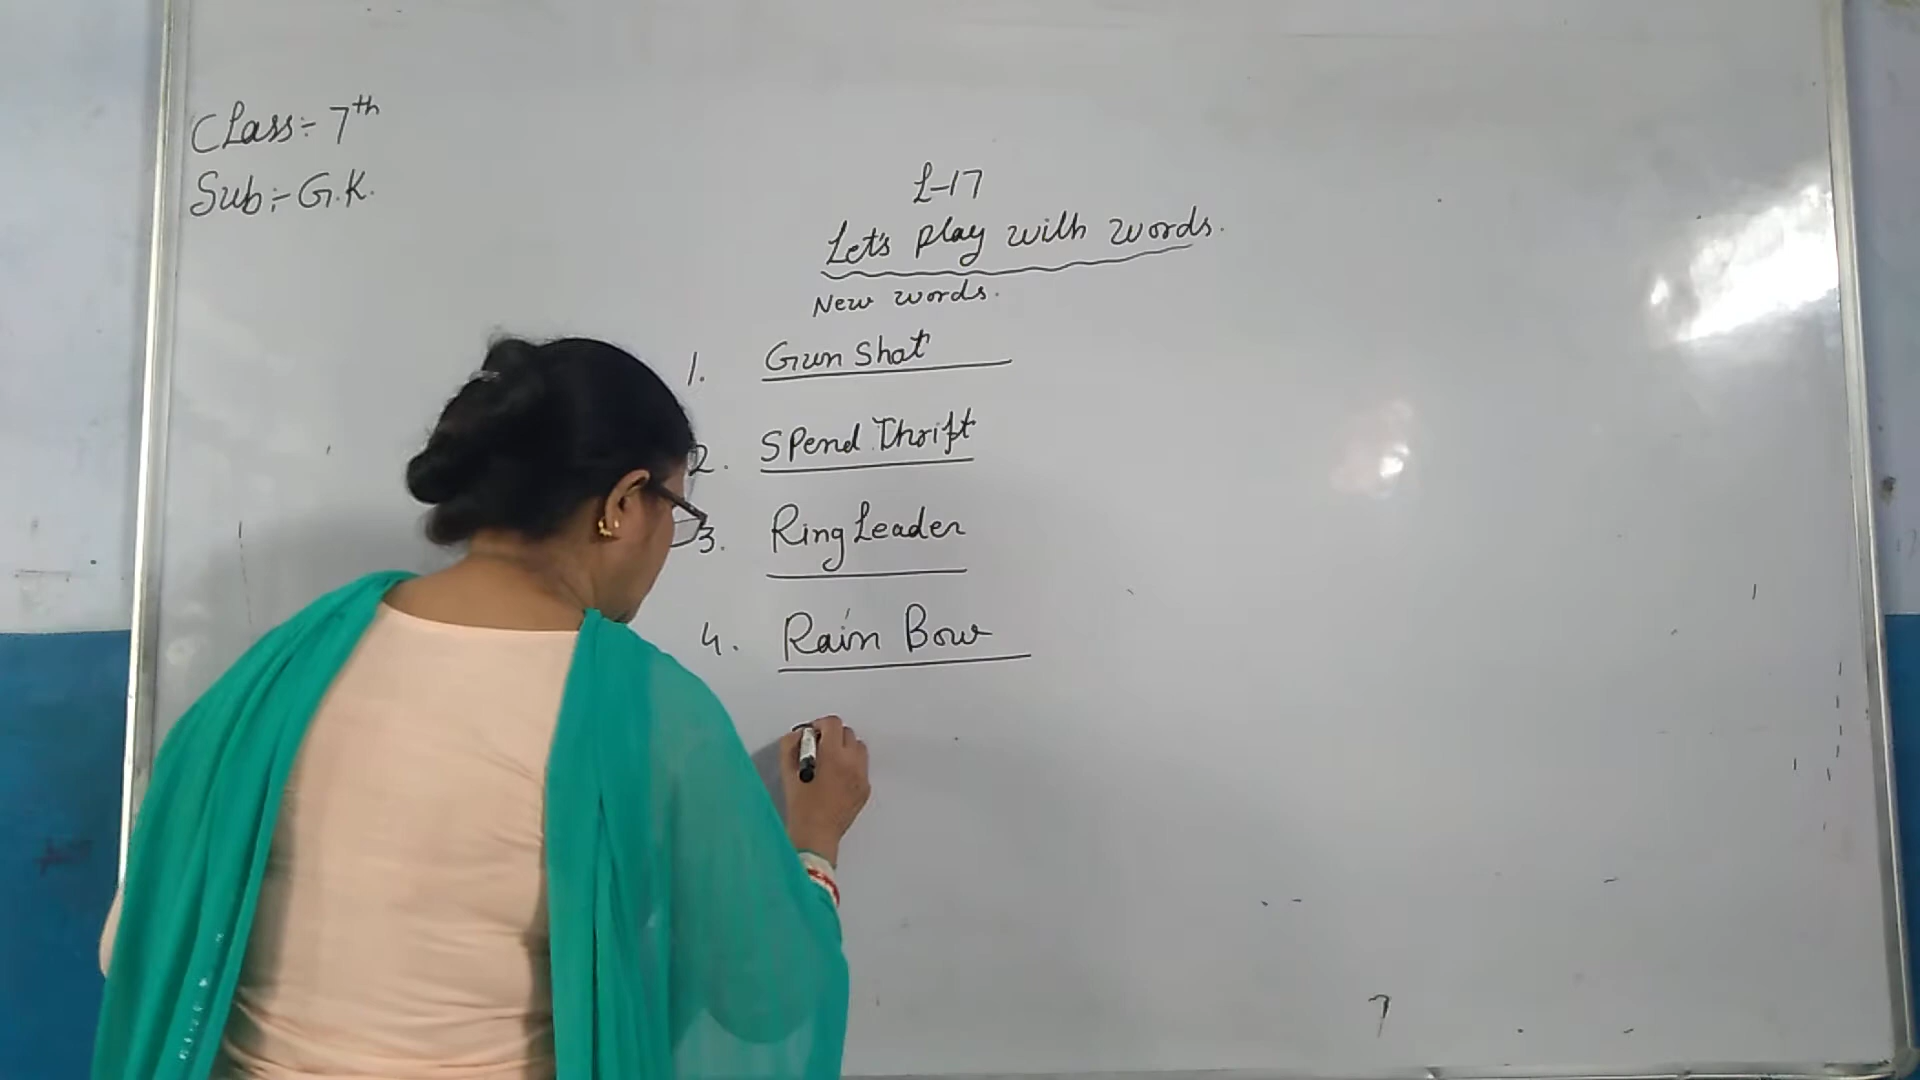 Class:- 7th
Sub:- G.K.
L-17
Let's play with words.
New words.
1. Gun Shot
2. Spend Thrift
3. Ring Leader
4. Rain Bow